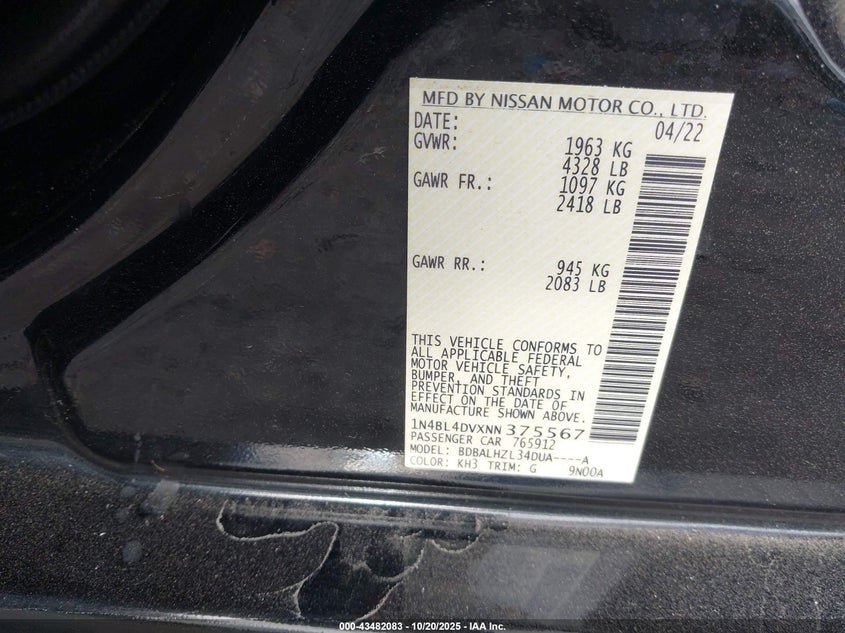 MFD BY NISSAN MOTOR CO., LTD.
DATE: 04/22
GVWR: 1963 KG
4328 LB
GAWR FR.: 1097 KG
2418 LB
GAWR RR.: 945 KG
2083 LB
THIS VEHICLE CONFORMS TO
ALL APPLICABLE FEDERAL
MOTOR VEHICLE SAFETY,
BUMPER, AND THEFT
PREVENTION STANDARDS IN
EFFECT ON THE DATE OF
MANUFACTURE SHOWN ABOVE.
1N4BL4DVXNN375567
PASSENGER CAR 765912
MODEL: BDBALHZL34DUA----A
COLOR: KH3 TRIM: G 9N00A
000-43482083 - 10/20/2025 - IAA Inc.